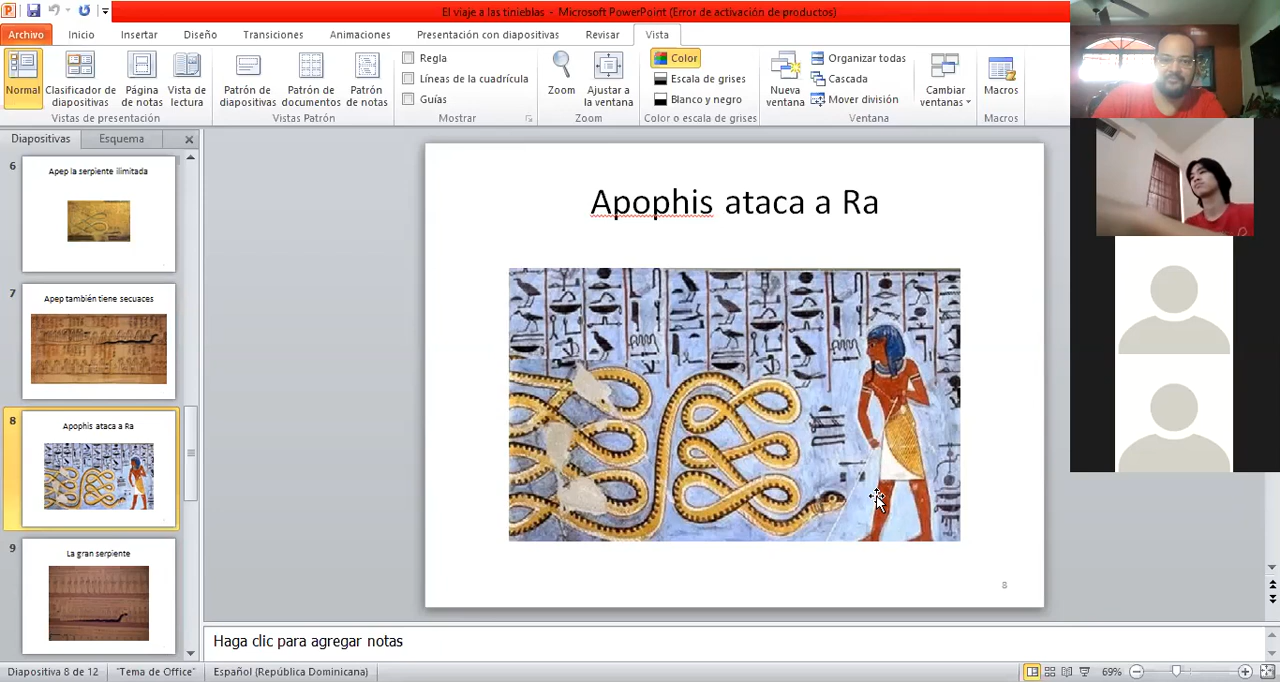 El viaje a las tinieblas - Microsoft PowerPoint (Error de activación de productos)
Archivo Inicio Insertar Diseño Transiciones Animaciones Presentación con diapositivas Revisar Vista
Normal
Clasificador de diapositivas
Página de notas
Vista de lectura
Vistas de presentación
Patrón de diapositivas
Patrón de documentos
Patrón de notas
Vistas Patrón
Regla
Líneas de la cuadrícula
Guías
Mostrar
Zoom
Ajustar a la ventana
Zoom
Color
Escala de grises
Blanco y negro
Color o escala de grises
Nueva ventana
Organizar todas
Cascada
Mover división
Cambiar ventanas
Ventana
Macros
Macros
Diapositivas Esquema
6
Apep la serpiente ilimitada
7
Apep también tiene secuaces
8
Apophis ataca a Ra
9
La gran serpiente
Apophis ataca a Ra
8
Haga clic para agregar notas
Diapositiva 8 de 12 "Tema de Office" Español (República Dominicana) 69%